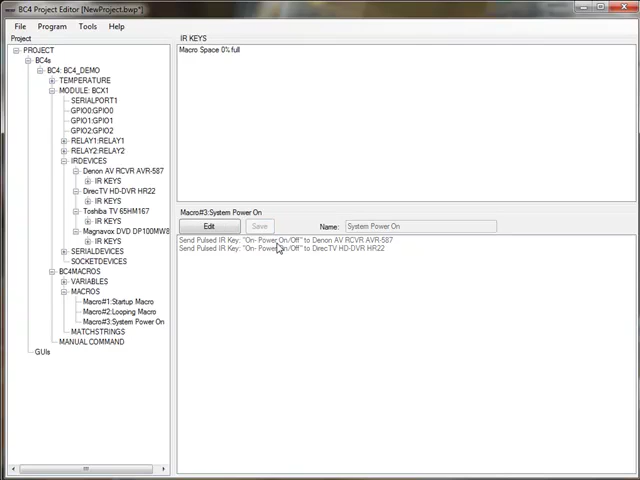 BC4 Project Editor [NewProject.bwp*]
File Program Tools Help
Project
PROJECT
BC4s
BC4: BC4_DEMO
TEMPERATURE
MODULE: BCX1
SERIALPORT1
GPIO0:GPIO0
GPIO1:GPIO1
GPIO2:GPIO2
RELAY1:RELAY1
RELAY2:RELAY2
IRDEVICES
Denon AV RCVR AVR-587
IR KEYS
DirecTV HD-DVR HR22
IR KEYS
Toshiba TV 65HM167
IR KEYS
Magnavox DVD DP100MW8
IR KEYS
SERIALDEVICES
SOCKETDEVICES
BC4MACROS
VARIABLES
MACROS
Macro#1:Startup Macro
Macro#2:Looping Macro
Macro#3:System Power On
MATCHSTRINGS
MANUAL COMMAND
GUIs
IR KEYS
Macro Space 0% full
Macro#3:System Power On
Edit Save Name: System Power On
Send Pulsed IR Key: "On- Power On/Off" to Denon AV RCVR AVR-587
Send Pulsed IR Key: "On- Power On/Off" to DirecTV HD-DVR HR22